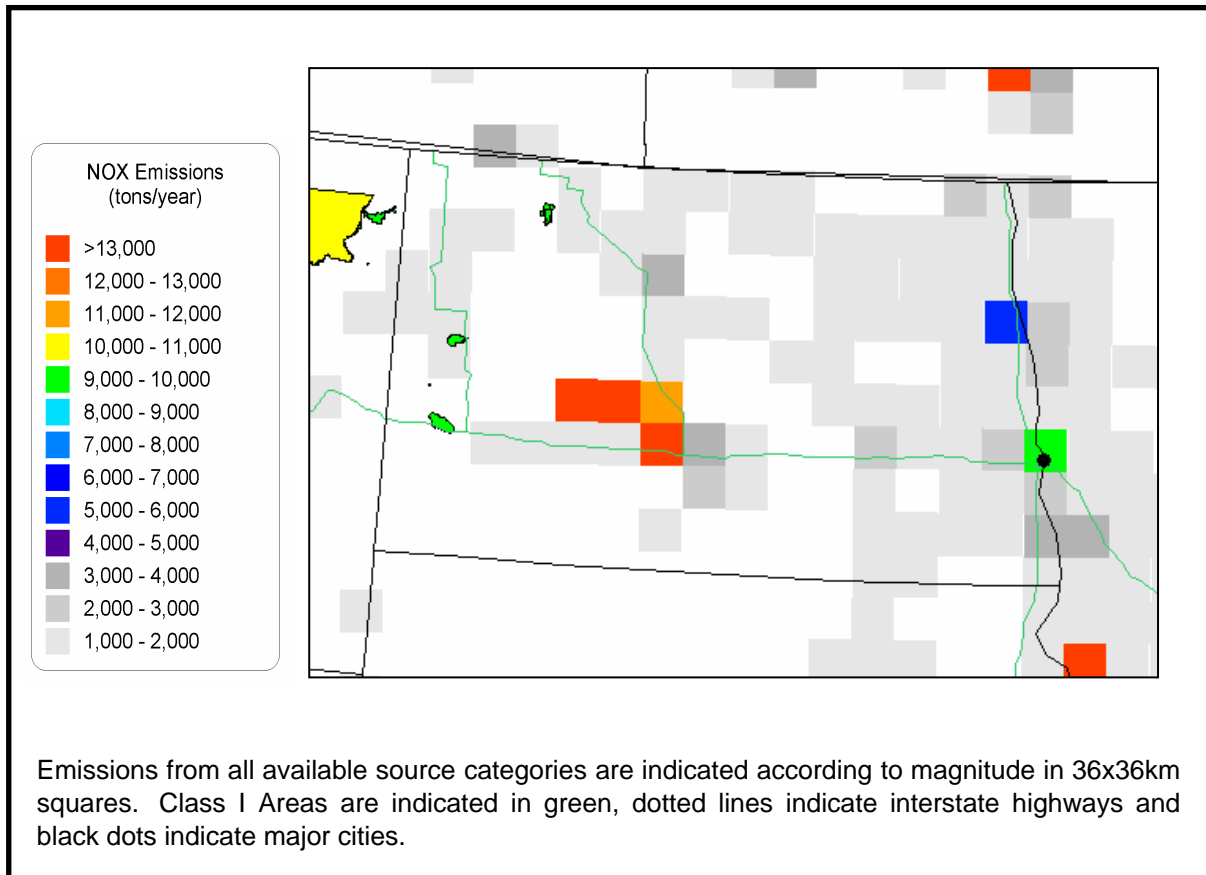 NOX Emissions
(tons/year)
>13,000
12,000 - 13,000
11,000 - 12,000
10,000 - 11,000
9,000 - 10,000
8,000 - 9,000
7,000 - 8,000
6,000 - 7,000
5,000 - 6,000
4,000 - 5,000
3,000 - 4,000
2,000 - 3,000
1,000 - 2,000
Emissions from all available source categories are indicated according to magnitude in 36x36km
squares. Class I Areas are indicated in green, dotted lines indicate interstate highways and
black dots indicate major cities.